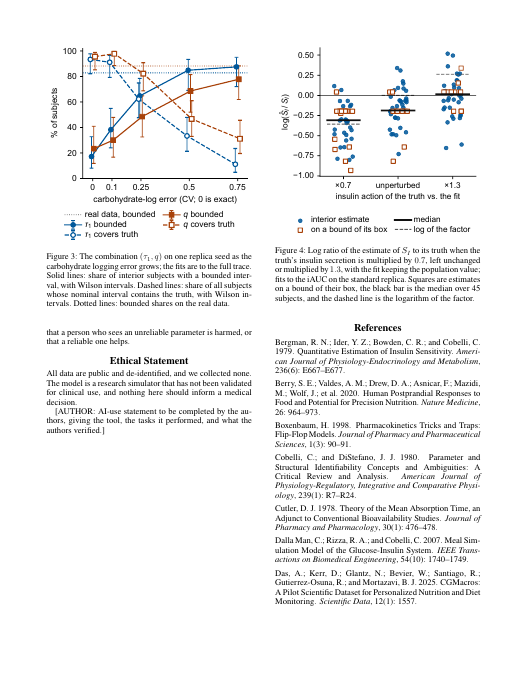 100
80
60
40
20
0
% of subjects
0 0.1 0.25 0.5 0.75
carbohydrate-log error (CV; 0 is exact)
real data, bounded
τ₁ bounded
τ₁ covers truth
q bounded
q covers truth
Figure 3: The combination (τ₁, q) on one replica seed as the
carbohydrate logging error grows; the fits are to the full trace.
Solid lines: share of interior subjects with a bounded inter-
val, with Wilson intervals. Dashed lines: share of all subjects
whose nominal interval contains the truth, with Wilson in-
tervals. Dotted lines: bounded shares on the real data.
that a person who sees an unreliable parameter is harmed, or
that a reliable one helps.
Ethical Statement
All data are public and de-identified, and we collected none.
The model is a research simulator that has not been validated
for clinical use, and nothing here should inform a medical
decision.
[AUTHOR: AI-use statement to be completed by the au-
thors, giving the tool, the tasks it performed, and what the
authors verified.]
0.50
0.25
0.00
−0.25
−0.50
−0.75
−1.00
log(Ŝ_I / S_I)
×0.7 unperturbed ×1.3
insulin action of the truth vs. the fit
interior estimate
on a bound of its box
median
log of the factor
Figure 4: Log ratio of the estimate of S_I to its truth when the
truth's insulin secretion is multiplied by 0.7, left unchanged
or multiplied by 1.3, with the fit keeping the population value;
fits to the iAUC on the standard replica. Squares are estimates
on a bound of their box, the black bar is the median over 45
subjects, and the dashed line is the logarithm of the factor.
References
Bergman, R. N.; Ider, Y. Z.; Bowden, C. R.; and Cobelli, C.
1979. Quantitative Estimation of Insulin Sensitivity. Ameri-
can Journal of Physiology-Endocrinology and Metabolism,
236(6): E667–E677.
Berry, S. E.; Valdes, A. M.; Drew, D. A.; Asnicar, F.; Mazidi,
M.; Wolf, J.; et al. 2020. Human Postprandial Responses to
Food and Potential for Precision Nutrition. Nature Medicine,
26: 964–973.
Boxenbaum, H. 1998. Pharmacokinetics Tricks and Traps:
Flip-Flop Models. Journal of Pharmacy and Pharmaceutical
Sciences, 1(3): 90–91.
Cobelli, C.; and DiStefano, J. J. 1980. Parameter and
Structural Identifiability Concepts and Ambiguities: A
Critical Review and Analysis. American Journal of
Physiology-Regulatory, Integrative and Comparative Physi-
ology, 239(1): R7–R24.
Cutler, D. J. 1978. Theory of the Mean Absorption Time, an
Adjunct to Conventional Bioavailability Studies. Journal of
Pharmacy and Pharmacology, 30(1): 476–478.
Dalla Man, C.; Rizza, R. A.; and Cobelli, C. 2007. Meal Sim-
ulation Model of the Glucose-Insulin System. IEEE Trans-
actions on Biomedical Engineering, 54(10): 1740–1749.
Das, A.; Kerr, D.; Glantz, N.; Bevier, W.; Santiago, R.;
Gutierrez-Osuna, R.; and Mortazavi, B. J. 2025. CGMacros:
A Pilot Scientific Dataset for Personalized Nutrition and Diet
Monitoring. Scientific Data, 12(1): 1557.